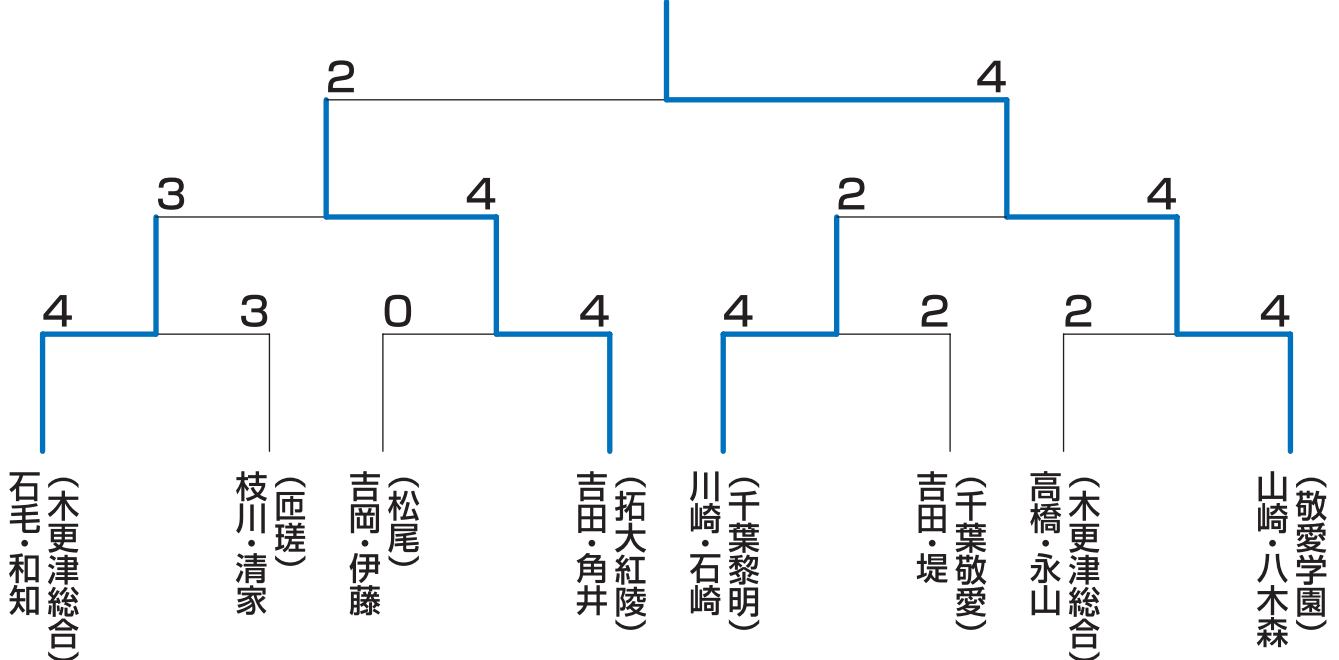 2
4
3
4
2
4
4
3
0
4
4
2
2
4
石毛・和知
（木更津総合）
枝川・清家
（匝瑳）
吉岡・伊藤
（松尾）
吉田・角井
（拓大紅陵）
川崎・石崎
（千葉黎明）
吉田・堤
（千葉敬愛）
高橋・永山
（木更津総合）
山崎・八木森
（敬愛学園）